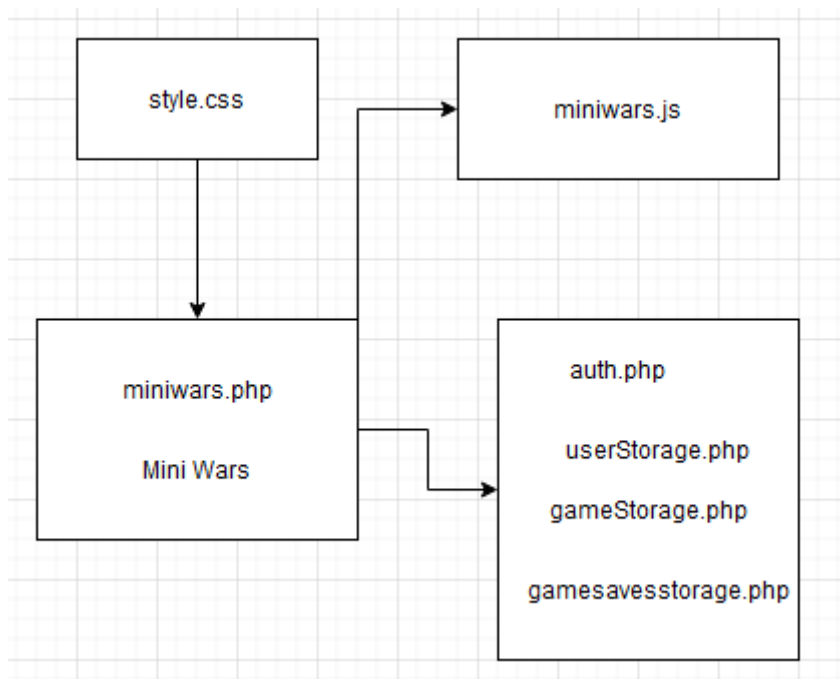 style.css
miniwars.js
miniwars.php
Mini Wars
auth.php
userStorage.php
gameStorage.php
gamesavesstorage.php